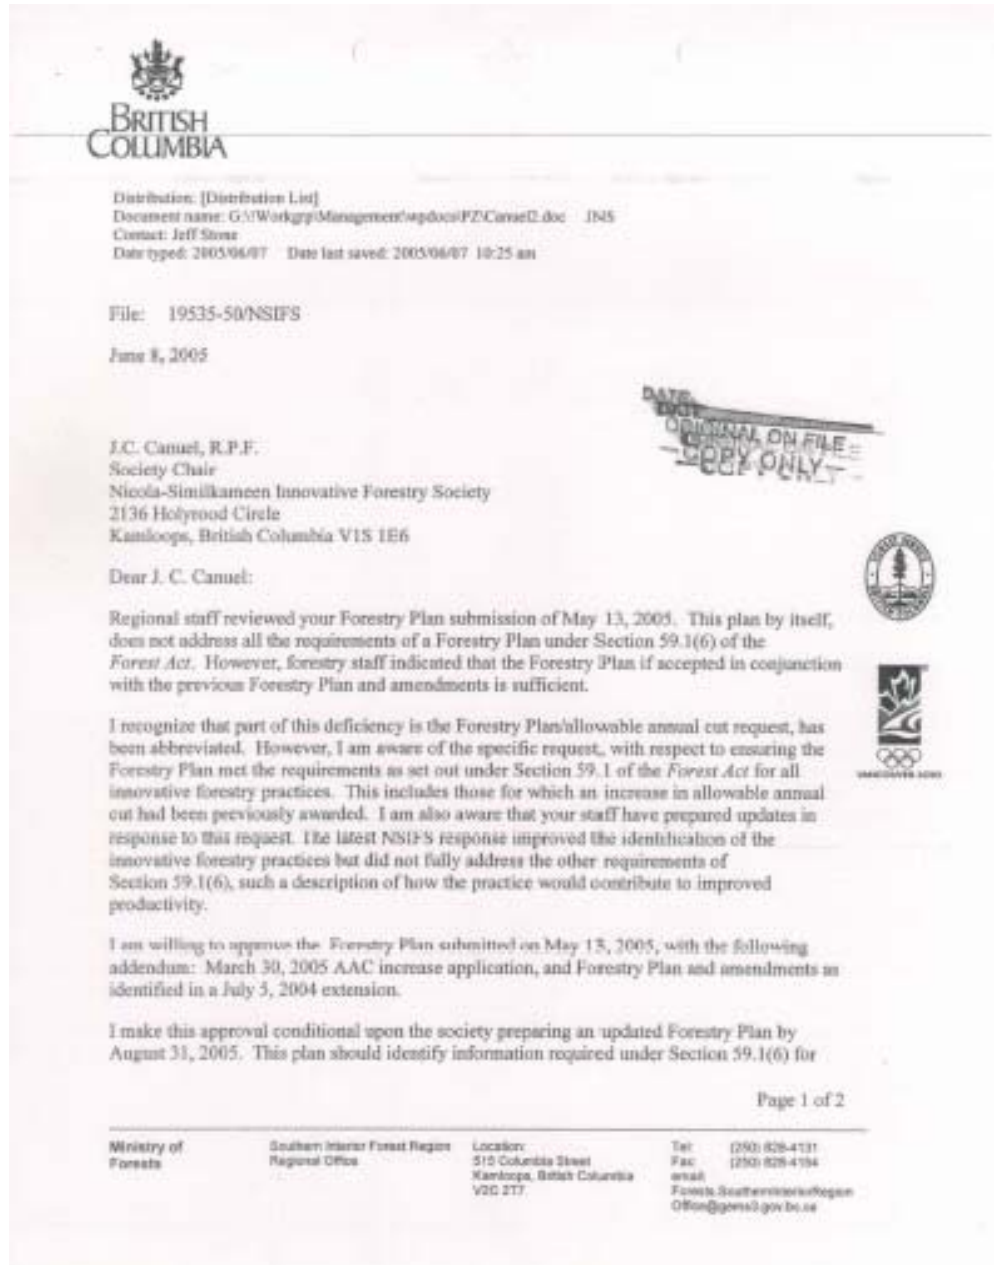 BRITISH
COLUMBIA
Distribution: [Distribution List]
Document name: G:\!Workgrp\Management\wpdocs\PZ\Canuel2.doc JNS
Contact: Jeff Stone
Date typed: 2005/06/07 Date last saved: 2005/06/07 10:25 am
File: 19535-50/NSIFS
June 8, 2005
DATE
ORIGINAL ON FILE
COPY ONLY
J.C. Canuel, R.P.F.
Society Chair
Nicola-Similkameen Innovative Forestry Society
2136 Holyrood Circle
Kamloops, British Columbia V1S 1E6
Dear J. C. Canuel:
Regional staff reviewed your Forestry Plan submission of May 13, 2005. This plan by itself,
does not address all the requirements of a Forestry Plan under Section 59.1(6) of the
Forest Act. However, forestry staff indicated that the Forestry Plan if accepted in conjunction
with the previous Forestry Plan and amendments is sufficient.
I recognize that part of this deficiency is the Forestry Plan/allowable annual cut request, has
been abbreviated. However, I am aware of the specific request, with respect to ensuring the
Forestry Plan met the requirements as set out under Section 59.1 of the Forest Act for all
innovative forestry practices. This includes those for which an increase in allowable annual
cut had been previously awarded. I am also aware that your staff have prepared updates in
response to this request. The latest NSIFS response improved the identification of the
innovative forestry practices but did not fully address the other requirements of
Section 59.1(6), such a description of how the practice would contribute to improved
productivity.
I am willing to approve the Forestry Plan submitted on May 13, 2005, with the following
addendum: March 30, 2005 AAC increase application, and Forestry Plan and amendments as
identified in a July 5, 2004 extension.
I make this approval conditional upon the society preparing an updated Forestry Plan by
August 31, 2005. This plan should identify information required under Section 59.1(6) for
VANCOUVER 2010
Page 1 of 2
Ministry of
Forests
Southern Interior Forest Region
Regional Office
Location:
515 Columbia Street
Kamloops, British Columbia
V2C 2T7
Tel: (250) 828-4131
Fax: (250) 828-4154
email:
Forests.SouthernInteriorRegion
Office@gems3.gov.bc.ca